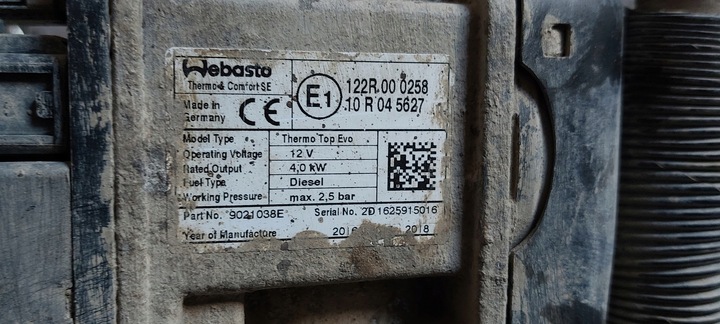 Webasto
Thermo & Comfort SE
Made in
Germany
CE
E1
122R 00 0258
10 R 04 5627
Model Type Thermo Top Evo
Operating Voltage 12 V
Rated Output 4,0 kW
Fuel Type Diesel
Working Pressure max. 2,5 bar
Part No. 9021038E Serial No. 2D1625915016
Year of Manufacture 2016 2018